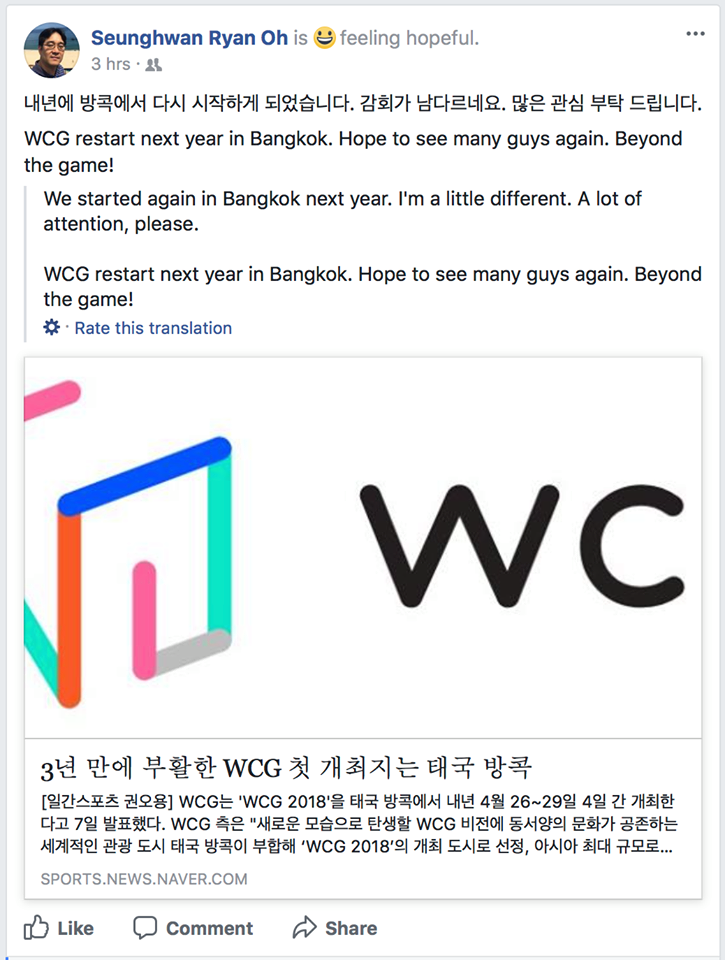 Seunghwan Ryan Oh is 😀 feeling hopeful.
3 hrs ·
내년에 방콕에서 다시 시작하게 되었습니다. 감회가 남다르네요. 많은 관심 부탁 드립니다.
WCG restart next year in Bangkok. Hope to see many guys again. Beyond
the game!
We started again in Bangkok next year. I'm a little different. A lot of
attention, please.
WCG restart next year in Bangkok. Hope to see many guys again. Beyond
the game!
· Rate this translation
WC
3년 만에 부활한 WCG 첫 개최지는 태국 방콕
[일간스포츠 권오용] WCG는 'WCG 2018'을 태국 방콕에서 내년 4월 26~29일 4일 간 개최한
다고 7일 발표했다. WCG 측은 "새로운 모습으로 탄생할 WCG 비전에 동서양의 문화가 공존하는
세계적인 관광 도시 태국 방콕이 부합해 ‘WCG 2018’의 개최 도시로 선정, 아시아 최대 규모로...
SPORTS.NEWS.NAVER.COM
Like Comment Share